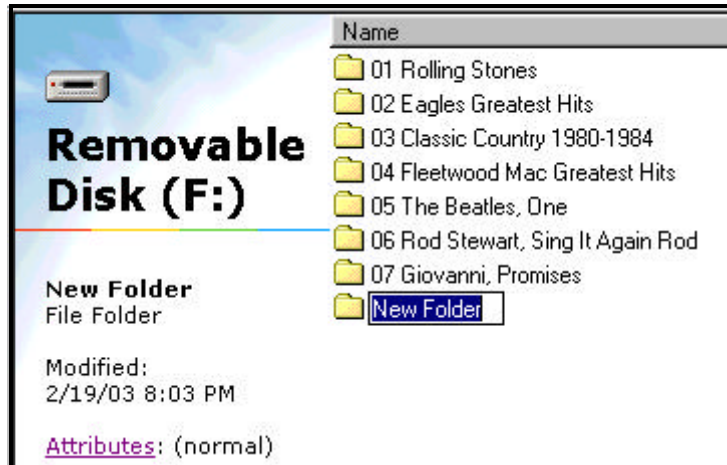 Removable
Disk (F:)
New Folder
File Folder
Modified:
2/19/03 8:03 PM
Attributes: (normal)
Name
01 Rolling Stones
02 Eagles Greatest Hits
03 Classic Country 1980-1984
04 Fleetwood Mac Greatest Hits
05 The Beatles, One
06 Rod Stewart, Sing It Again Rod
07 Giovanni, Promises
New Folder